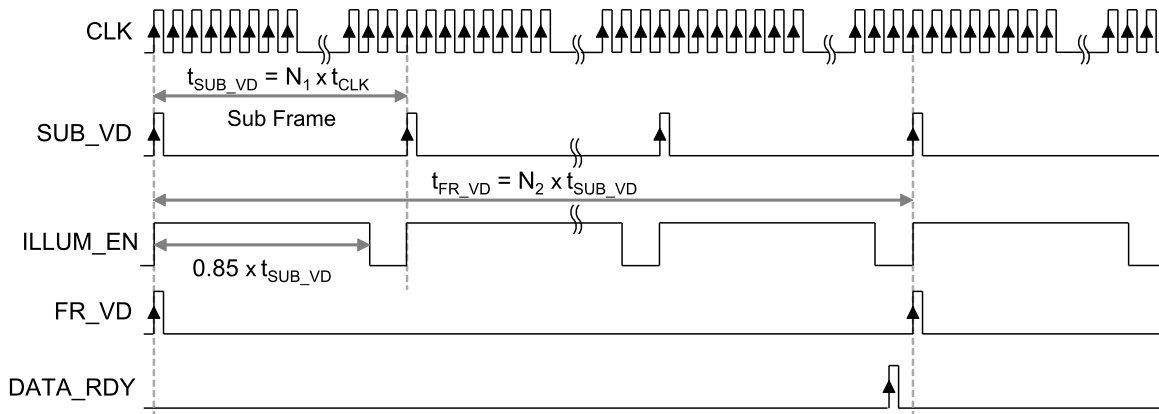 CLK
t_SUB_VD = N_1 x t_CLK
Sub Frame
SUB_VD
t_FR_VD = N_2 x t_SUB_VD
ILLUM_EN
0.85 x t_SUB_VD
FR_VD
DATA_RDY